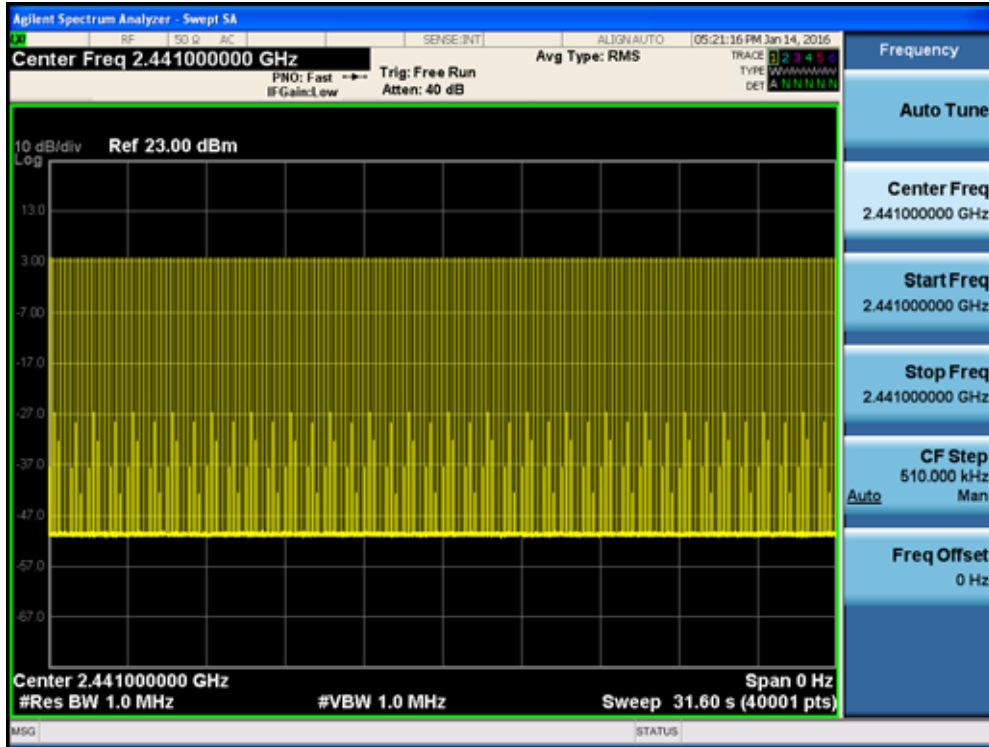 Agilent Spectrum Analyzer - Swept SA
LXI RF 50 Ω AC SENSE:INT ALIGN AUTO 05:21:16 PM Jan 14, 2016
Center Freq 2.441000000 GHz
PNO: Fast
IFGain:Low
Trig: Free Run
Atten: 40 dB
Avg Type: RMS
TRACE 1 2 3 4 5 6
TYPE W
DET A N N N N N
10 dB/div
Log
Ref 23.00 dBm
13.0
3.00
-7.00
-17.0
-27.0
-37.0
-47.0
-57.0
-67.0
Center 2.441000000 GHz
Span 0 Hz
#Res BW 1.0 MHz
#VBW 1.0 MHz
Sweep 31.60 s (40001 pts)
MSG
STATUS
Frequency
Auto Tune
Center Freq
2.441000000 GHz
Start Freq
2.441000000 GHz
Stop Freq
2.441000000 GHz
CF Step
510.000 kHz
Auto Man
Freq Offset
0 Hz